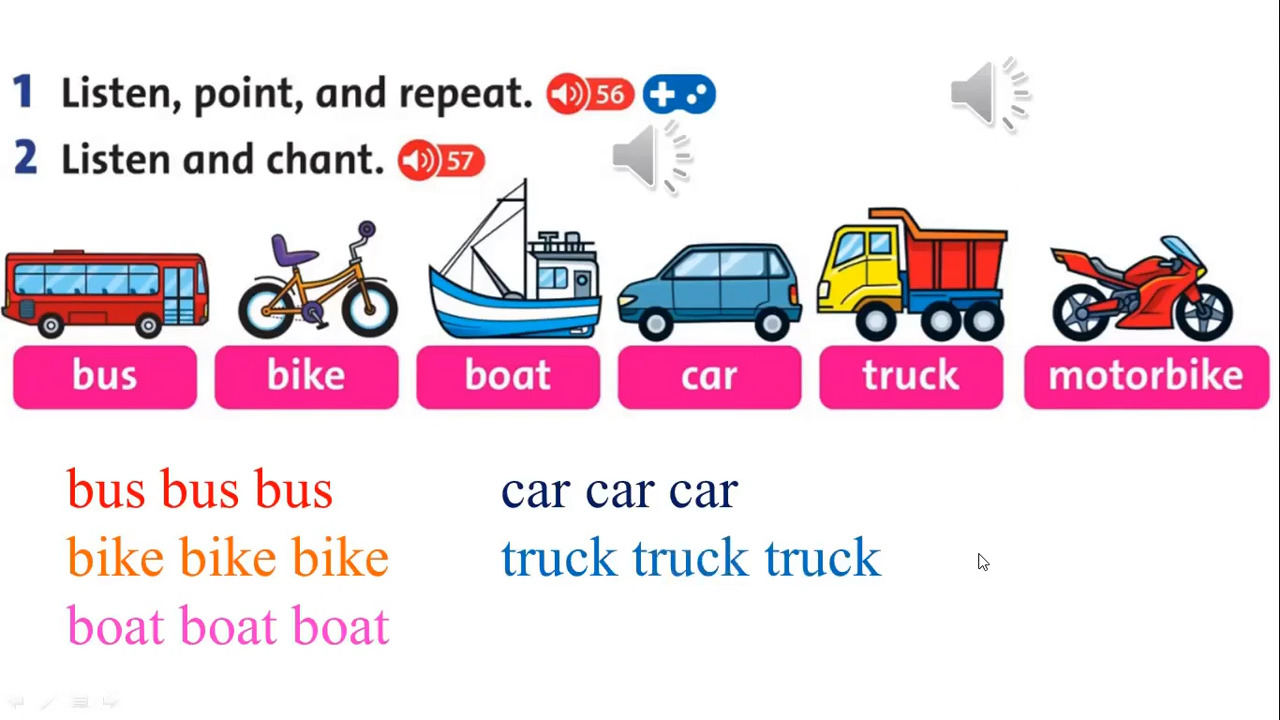 1 Listen, point, and repeat. 56
2 Listen and chant. 57
bus bike boat car truck motorbike
bus bus bus
bike bike bike
boat boat boat
car car car
truck truck truck